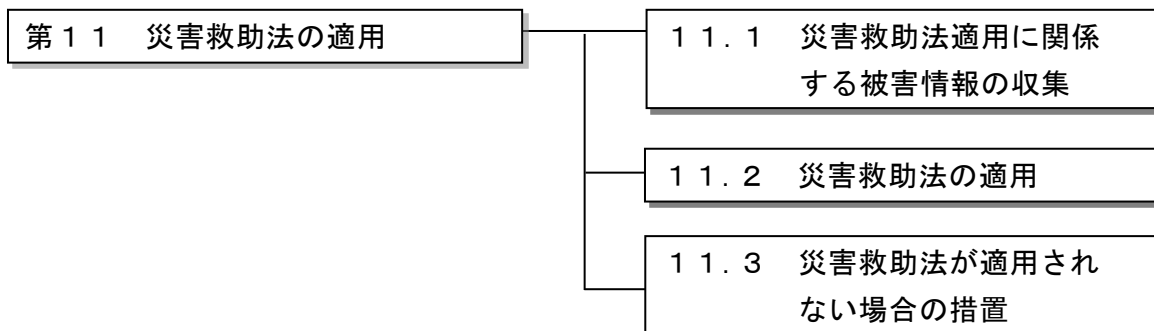 第１１　災害救助法の適用
１１.１　災害救助法適用に関係
する被害情報の収集
１１.２　災害救助法の適用
１１.３　災害救助法が適用され
ない場合の措置